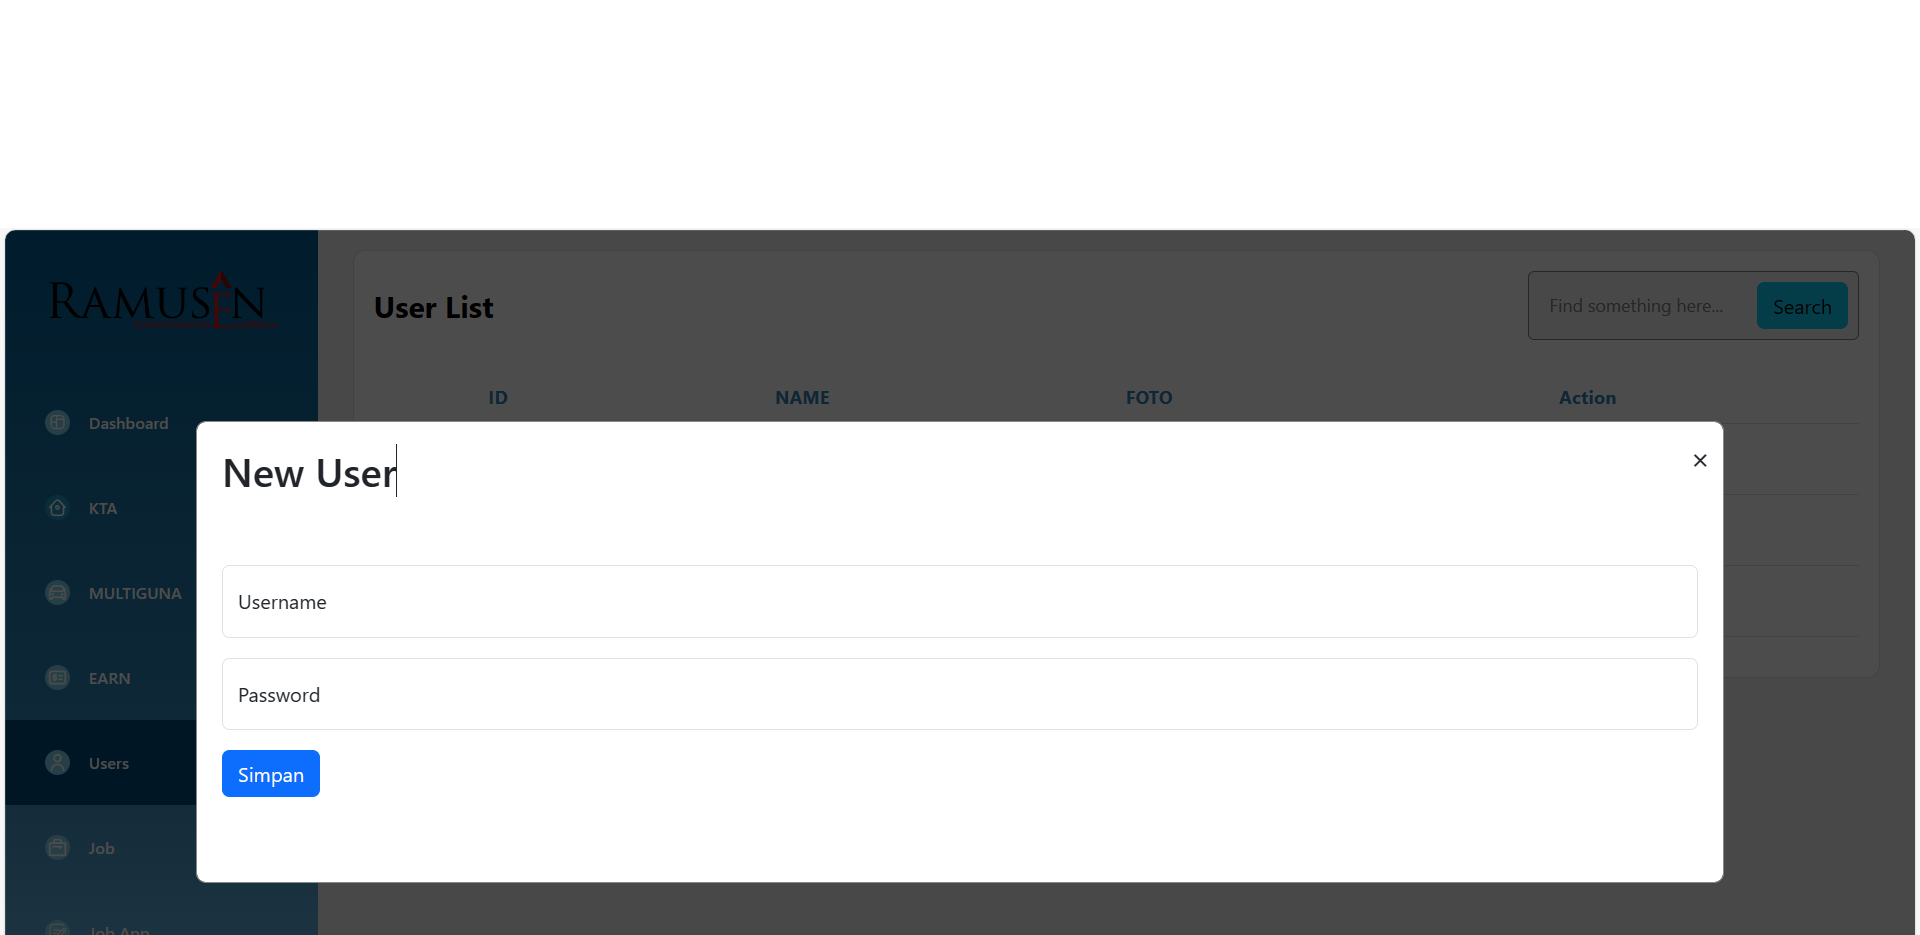 RAMUSEN
User List
Find something here...
Search
ID NAME FOTO Action
Dashboard
KTA
MULTIGUNA
EARN
Users
Job
Job App
New User
×
Username
Password
Simpan